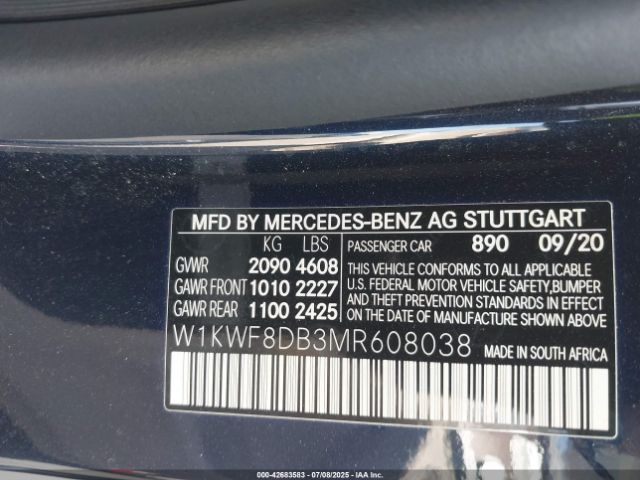 MFD BY MERCEDES-BENZ AG STUTTGART
KG LBS
GVWR 2090 4608
GAWR FRONT 1010 2227
GAWR REAR 1100 2425
PASSENGER CAR 890 09/20
THIS VEHICLE CONFORMS TO ALL APPLICABLE
U.S. FEDERAL MOTOR VEHICLE SAFETY,BUMPER
AND THEFT PREVENTION STANDARDS IN EFFECT
ON THE DATE OF MANUFACTURE SHOWN ABOVE.
W1KWF8DB3MR608038 MADE IN SOUTH AFRICA
000-42683583 | 07/08/2025 | IAAI.COM